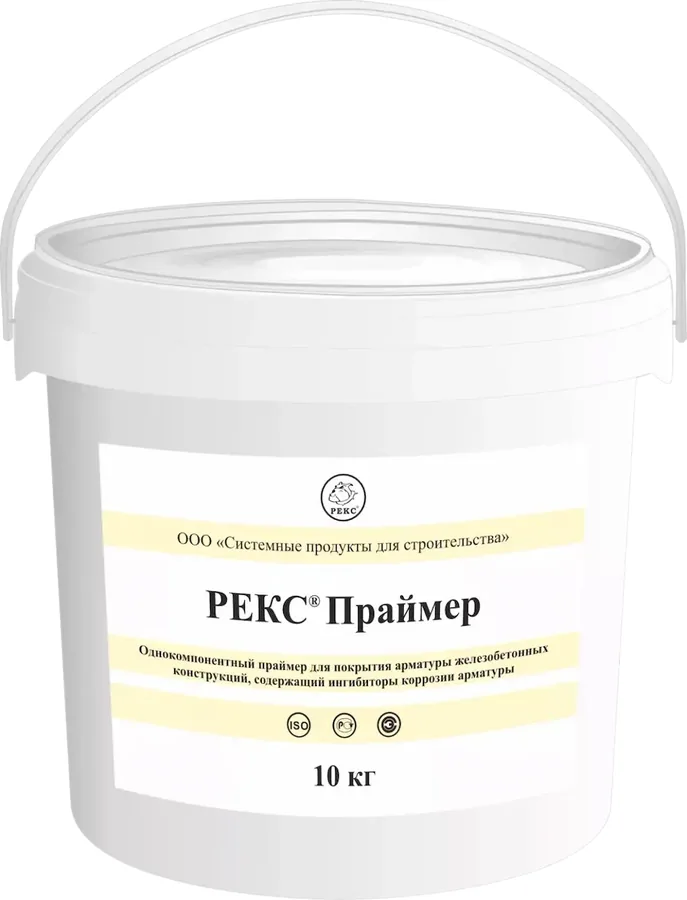 РЕКС®
ООО «Системные продукты для строительства»
РЕКС® Праймер
Однокомпонентный праймер для покрытия арматуры железобетонных
конструкций, содержащий ингибиторы коррозии арматуры
ISO
10 кг